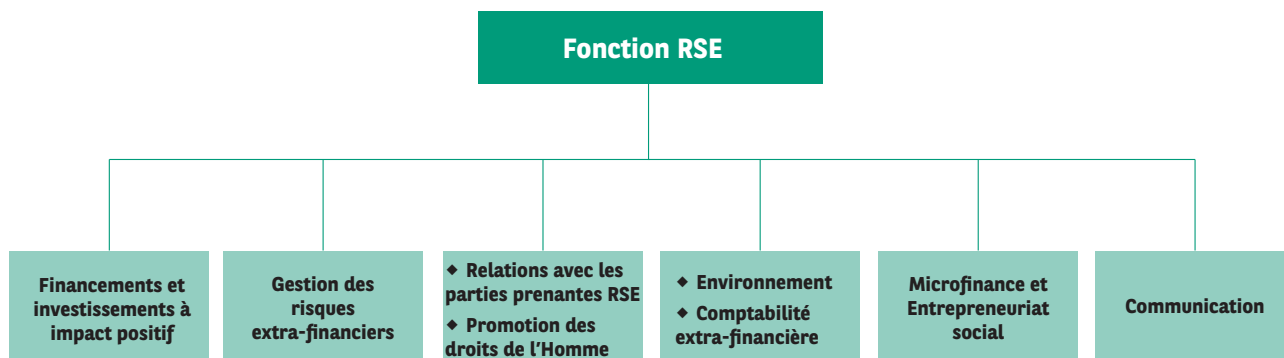 Fonction RSE
Financements et
investissements à
impact positif
Gestion des
risques
extra-financiers
◆ Relations avec les
parties prenantes RSE
◆ Promotion des
droits de l'Homme
◆ Environnement
◆ Comptabilité
extra-financière
Microfinance et
Entrepreneuriat
social
Communication